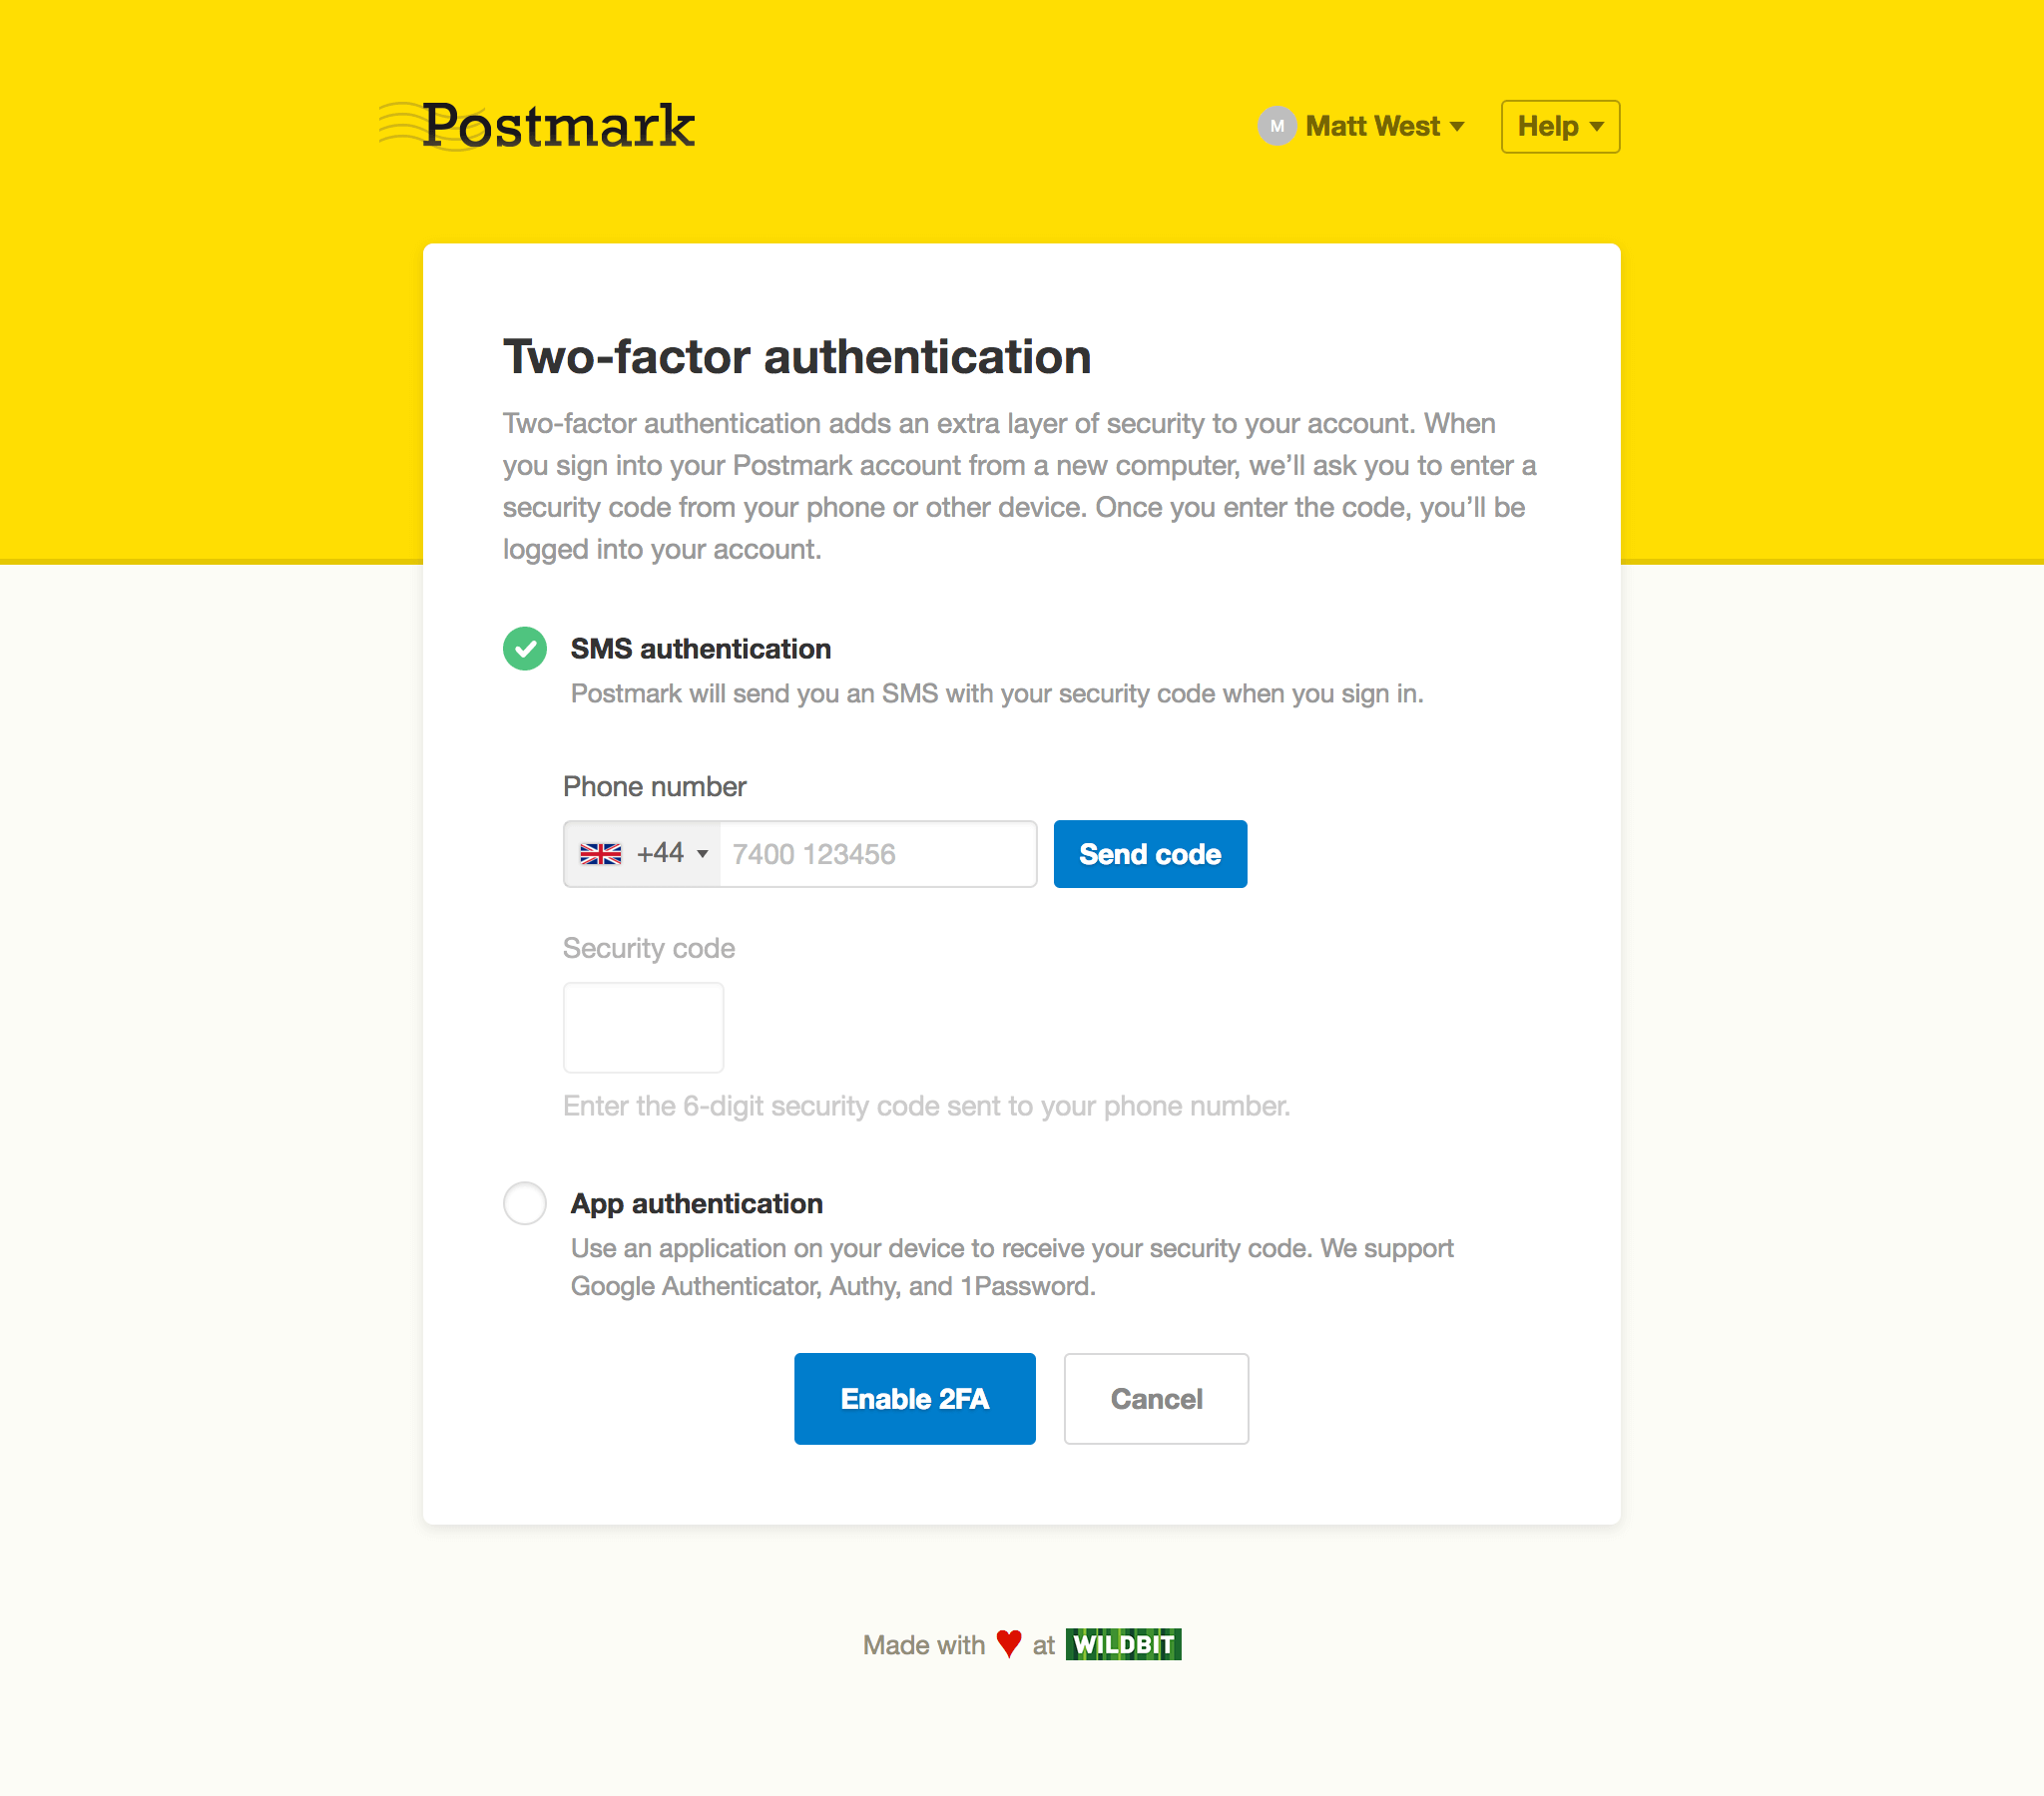 Postmark
M Matt West Help
Two-factor authentication
Two-factor authentication adds an extra layer of security to your account. When
you sign into your Postmark account from a new computer, we’ll ask you to enter a
security code from your phone or other device. Once you enter the code, you’ll be
logged into your account.
SMS authentication
Postmark will send you an SMS with your security code when you sign in.
Phone number
+44 7400 123456 Send code
Security code
Enter the 6-digit security code sent to your phone number.
App authentication
Use an application on your device to receive your security code. We support
Google Authenticator, Authy, and 1Password.
Enable 2FA Cancel
Made with ♥ at WILDBIT